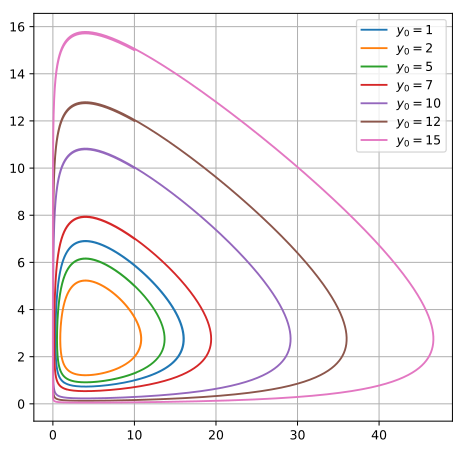 16
14
12
10
8
6
4
2
0
0 10 20 30 40
y₀ = 1
y₀ = 2
y₀ = 5
y₀ = 7
y₀ = 10
y₀ = 12
y₀ = 15